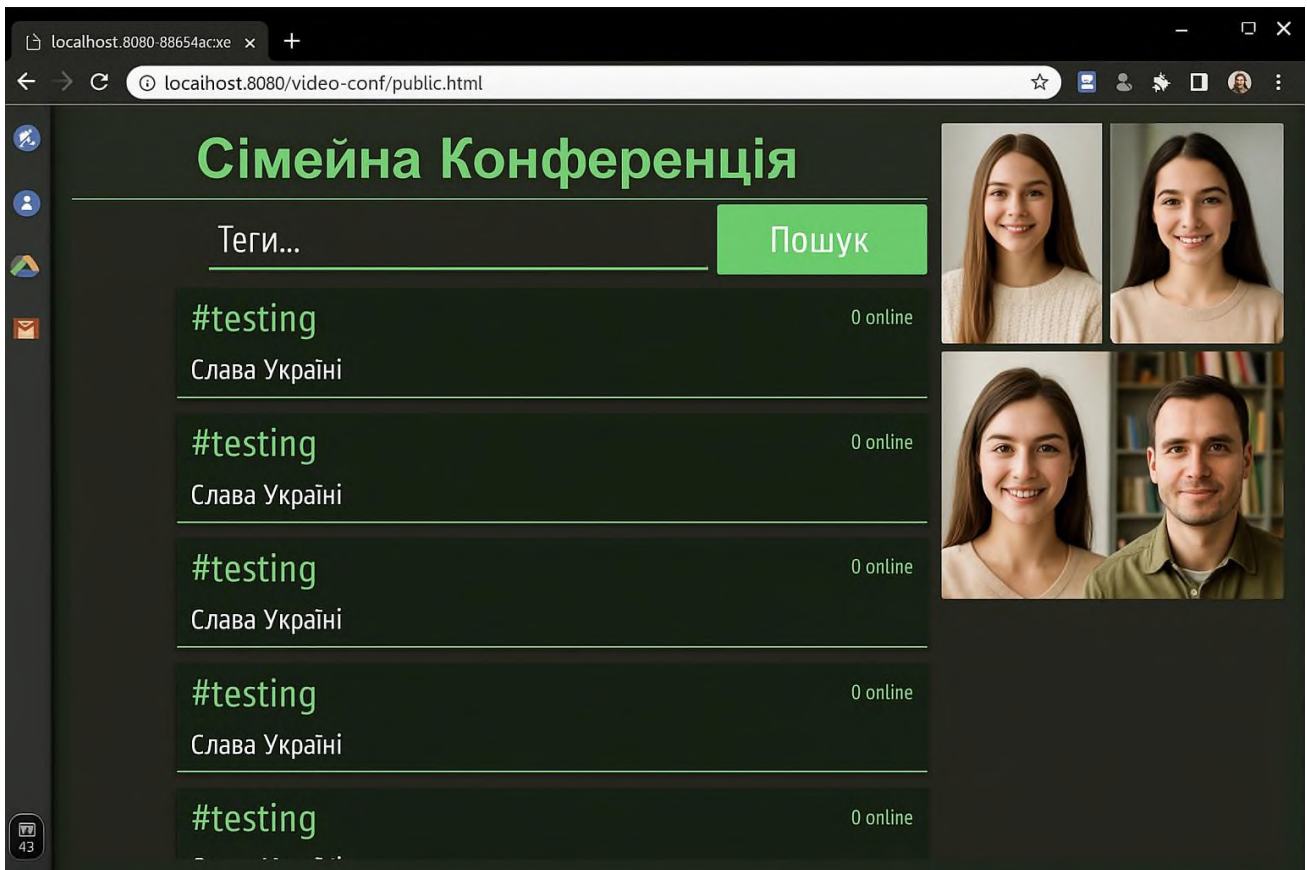 localhost.8080-88654ac:xe
locaihost.8080/video-conf/public.html
Сімейна Конференція
Теги...
Пошук
#testing
0 online
Слава Україні
#testing
0 online
Слава Україні
#testing
0 online
Слава Україні
#testing
0 online
Слава Україні
#testing
0 online
43